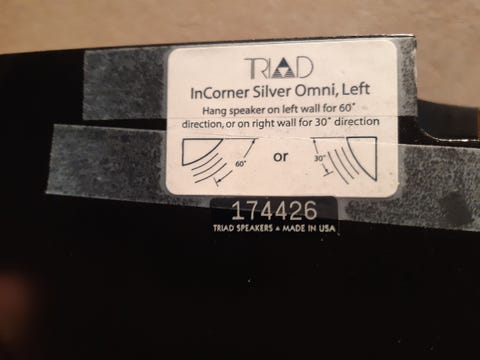 TRIAD
InCorner Silver Omni, Left
Hang speaker on left wall for 60°
direction, or on right wall for 30° direction
60° or 30°
174426
TRIAD SPEAKERS ▲ MADE IN USA